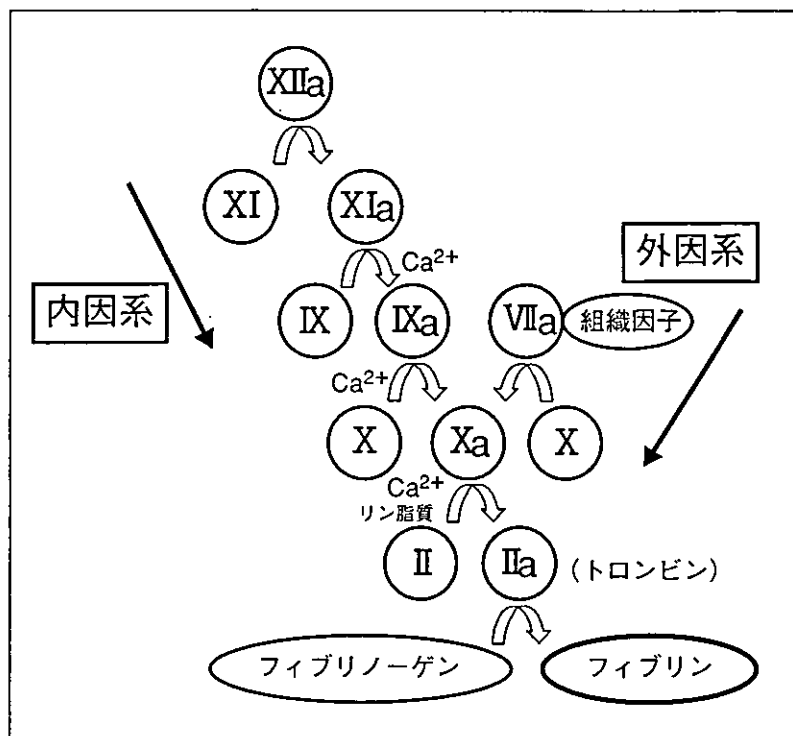 XIIa
XI
XIa
外因系
Ca²⁺
内因系
IX
IXa
VIIa
組織因子
Ca²⁺
X
Xa
X
Ca²⁺
リン脂質
II
IIa
(トロンビン)
フィブリノーゲン
フィブリン